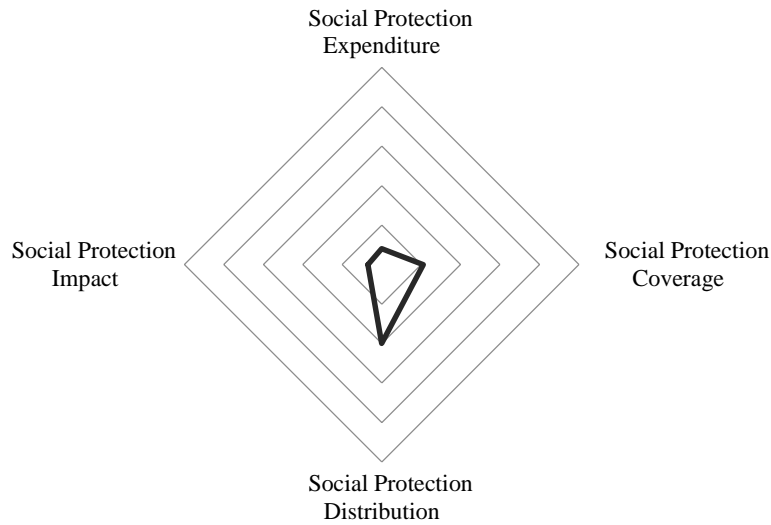 Social Protection
Expenditure
Social Protection
Impact
Social Protection
Coverage
Social Protection
Distribution